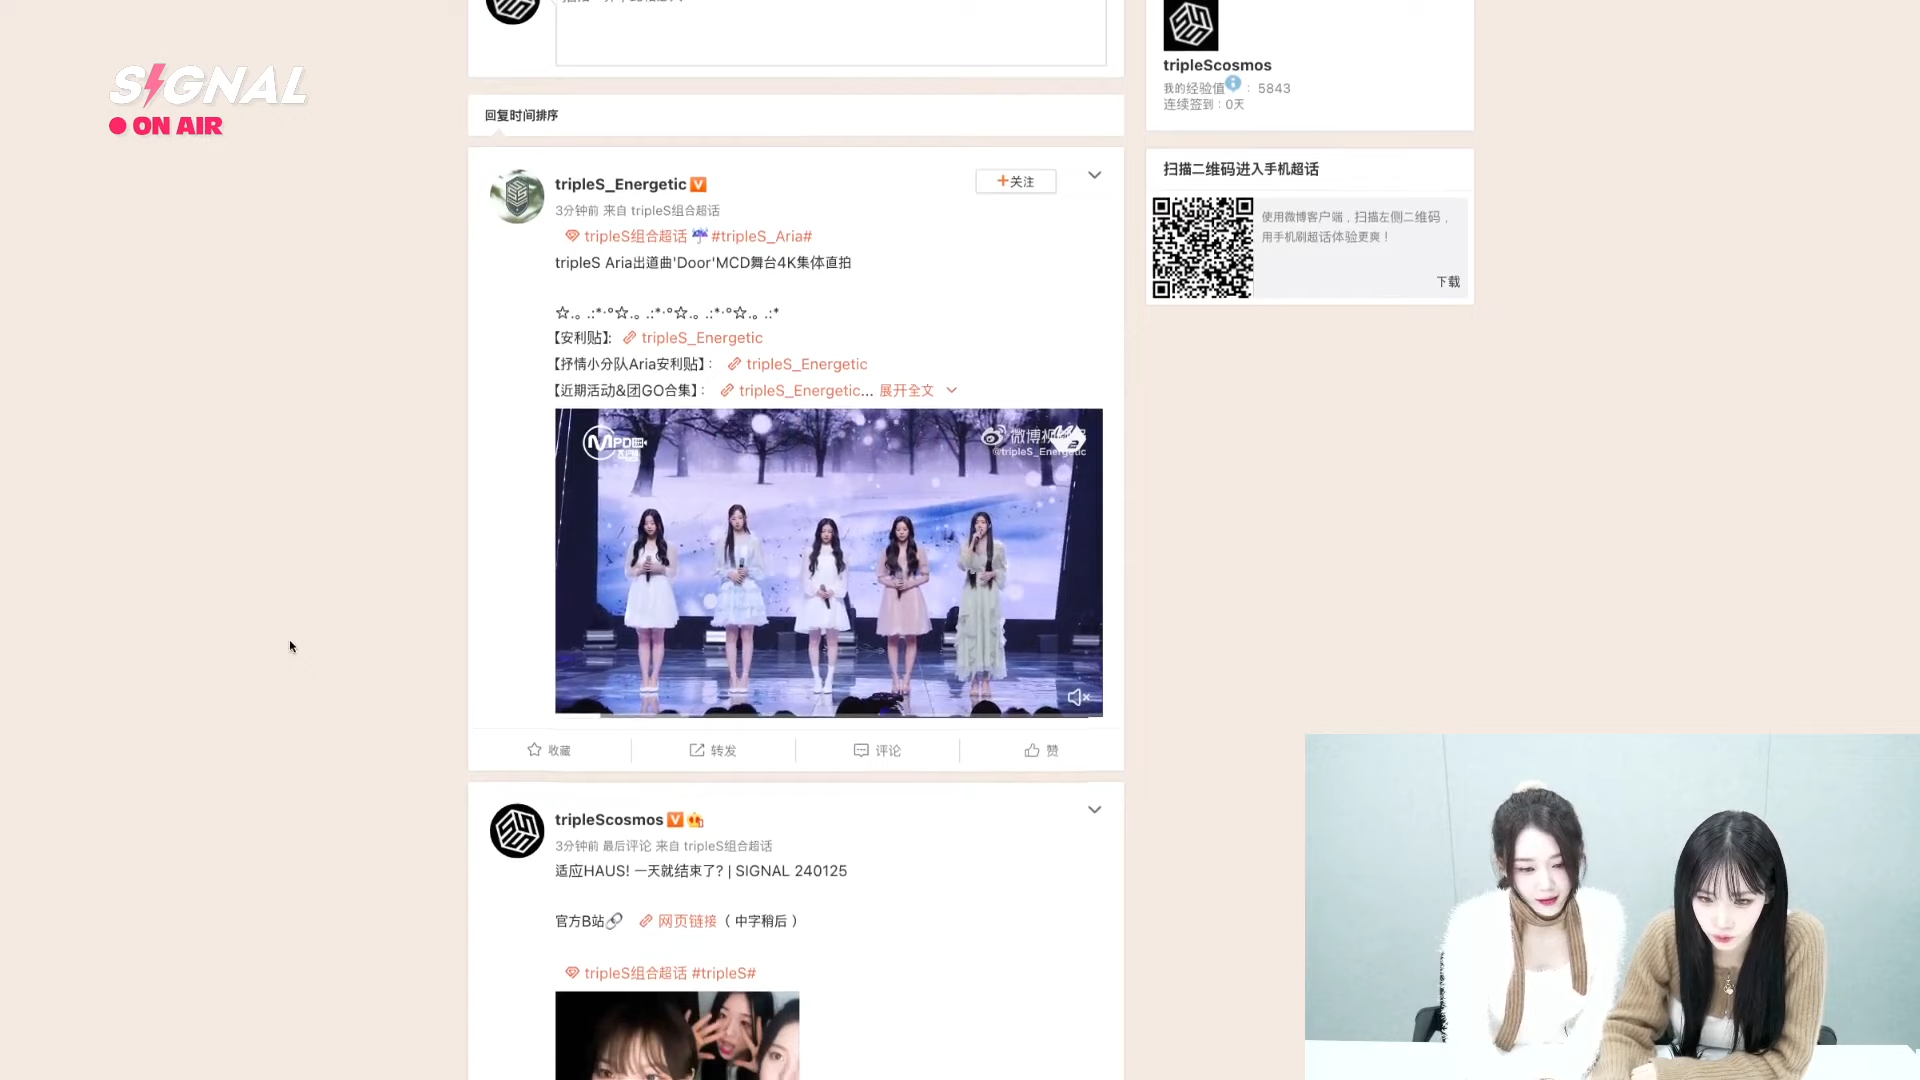 SIGNAL
ON AIR
tripleScosmos
我的经验值 : 5843
连续签到:0天
回复时间排序
扫描二维码进入手机超话
使用微博客户端,扫描左侧二维码,
用手机刷超话体验更爽!
下载
tripleS_Energetic
+关注
3分钟前 来自 tripleS组合超话
tripleS组合超话 ☔ #tripleS_Aria#
tripleS Aria出道曲'Door'MCD舞台4K集体直拍
☆.。.:*·°☆.。.:*·°☆.。.:*·°☆.。.:*
【安利贴】: tripleS_Energetic
【抒情小分队Aria安利贴】: tripleS_Energetic
【近期活动&团GO合集】: tripleS_Energetic... 展开全文
MPD
微博视
@tripleS_Energetic
收藏
转发
评论
赞
tripleScosmos
3分钟前 最后评论 来自 tripleS组合超话
适应HAUS! 一天就结束了? | SIGNAL 240125
官方B站🔗 网页链接 ( 中字稍后 )
tripleS组合超话 #tripleS#